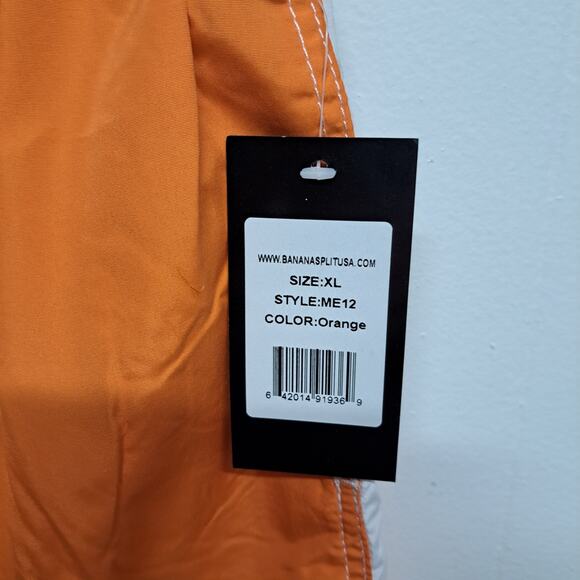 WWW.BANANASPLITUSA.COM
SIZE:XL
STYLE:ME12
COLOR:Orange
6 42014 91936 9